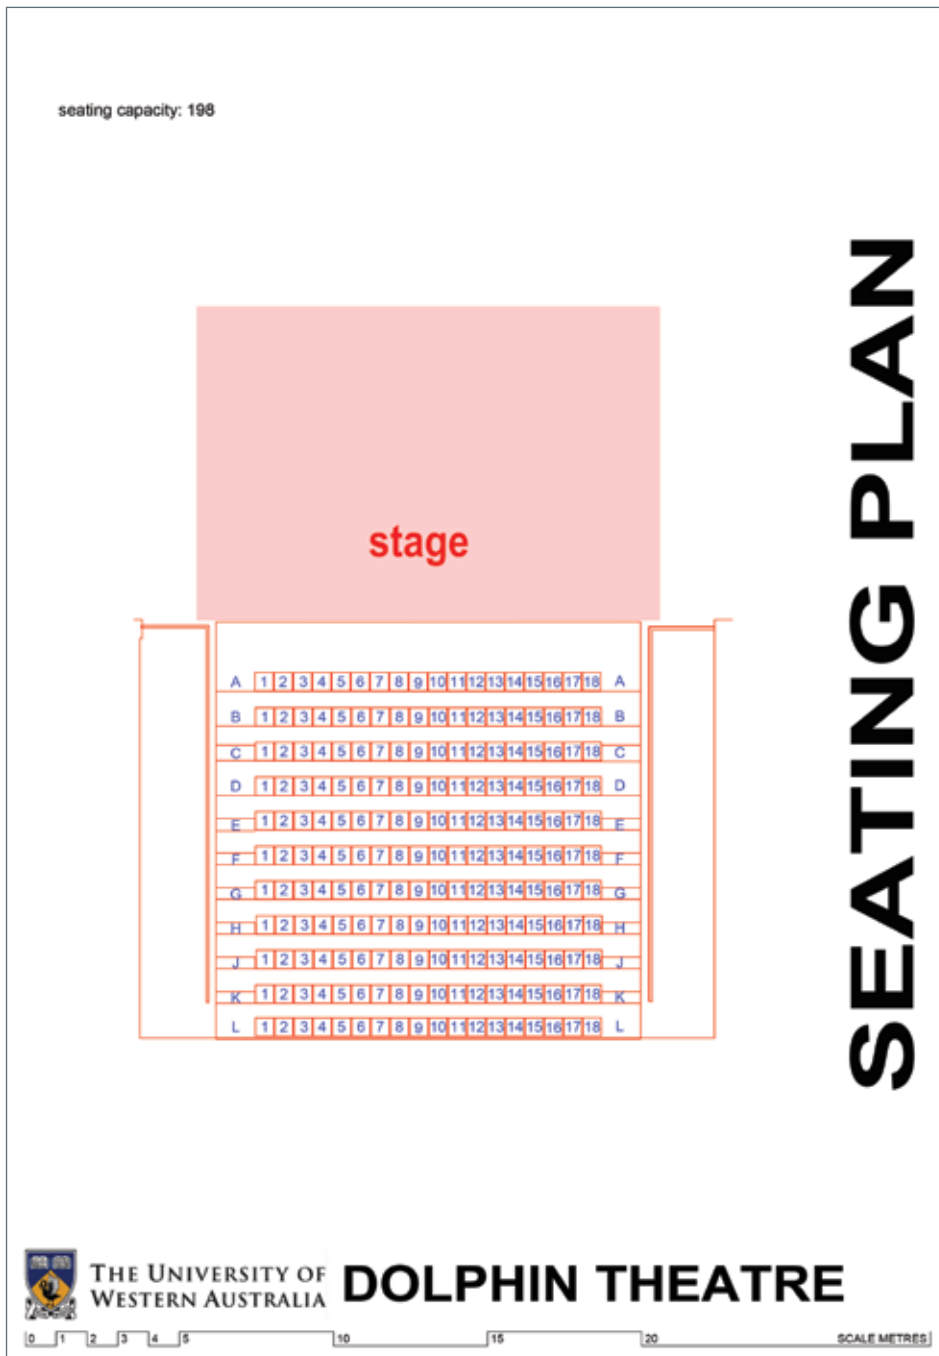 seating capacity: 198
SEATING PLAN
stage
A 1 2 3 4 5 6 7 8 9 10 11 12 13 14 15 16 17 18 A
B 1 2 3 4 5 6 7 8 9 10 11 12 13 14 15 16 17 18 B
C 1 2 3 4 5 6 7 8 9 10 11 12 13 14 15 16 17 18 C
D 1 2 3 4 5 6 7 8 9 10 11 12 13 14 15 16 17 18 D
E 1 2 3 4 5 6 7 8 9 10 11 12 13 14 15 16 17 18 E
F 1 2 3 4 5 6 7 8 9 10 11 12 13 14 15 16 17 18 F
G 1 2 3 4 5 6 7 8 9 10 11 12 13 14 15 16 17 18 G
H 1 2 3 4 5 6 7 8 9 10 11 12 13 14 15 16 17 18 H
J 1 2 3 4 5 6 7 8 9 10 11 12 13 14 15 16 17 18 J
K 1 2 3 4 5 6 7 8 9 10 11 12 13 14 15 16 17 18 K
L 1 2 3 4 5 6 7 8 9 10 11 12 13 14 15 16 17 18 L
THE UNIVERSITY OF
WESTERN AUSTRALIA
DOLPHIN THEATRE
0 1 2 3 4 5 10 15 20 SCALE METRES